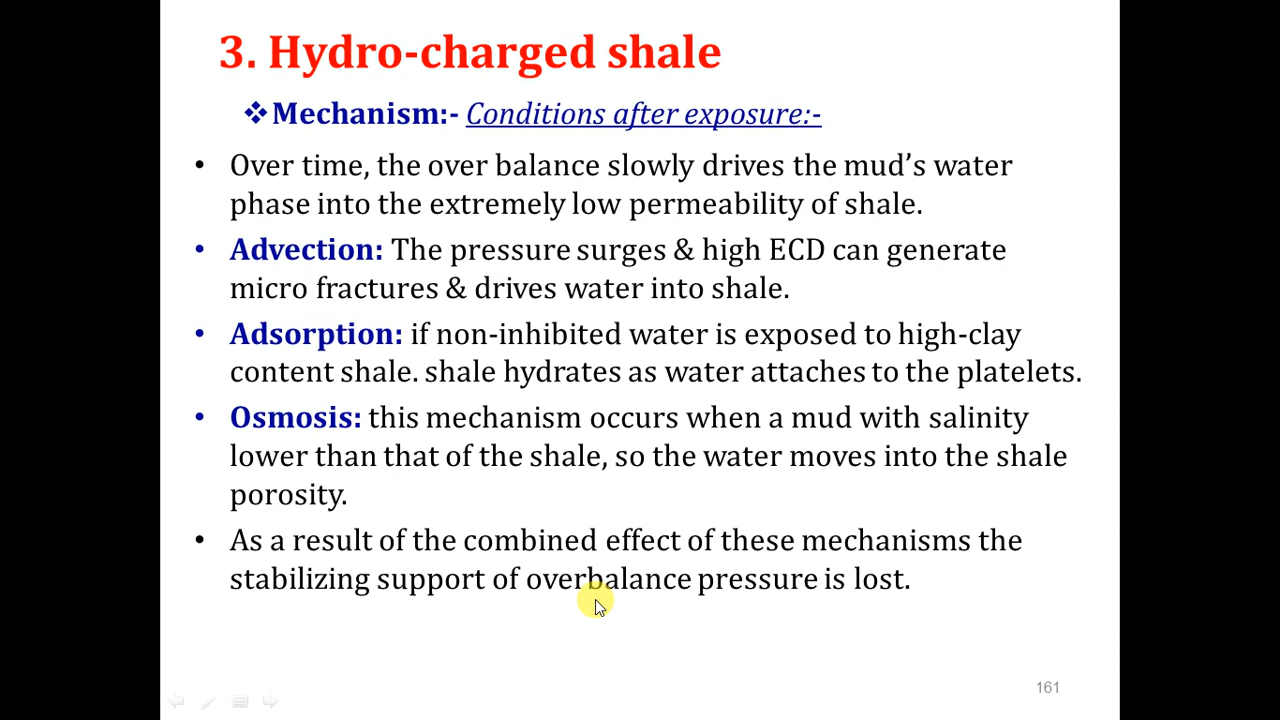 3. Hydro-charged shale
❖Mechanism:- Conditions after exposure:-
• Over time, the over balance slowly drives the mud’s water
phase into the extremely low permeability of shale.
• Advection: The pressure surges & high ECD can generate
micro fractures & drives water into shale.
• Adsorption: if non-inhibited water is exposed to high-clay
content shale. shale hydrates as water attaches to the platelets.
• Osmosis: this mechanism occurs when a mud with salinity
lower than that of the shale, so the water moves into the shale
porosity.
• As a result of the combined effect of these mechanisms the
stabilizing support of overbalance pressure is lost.
161